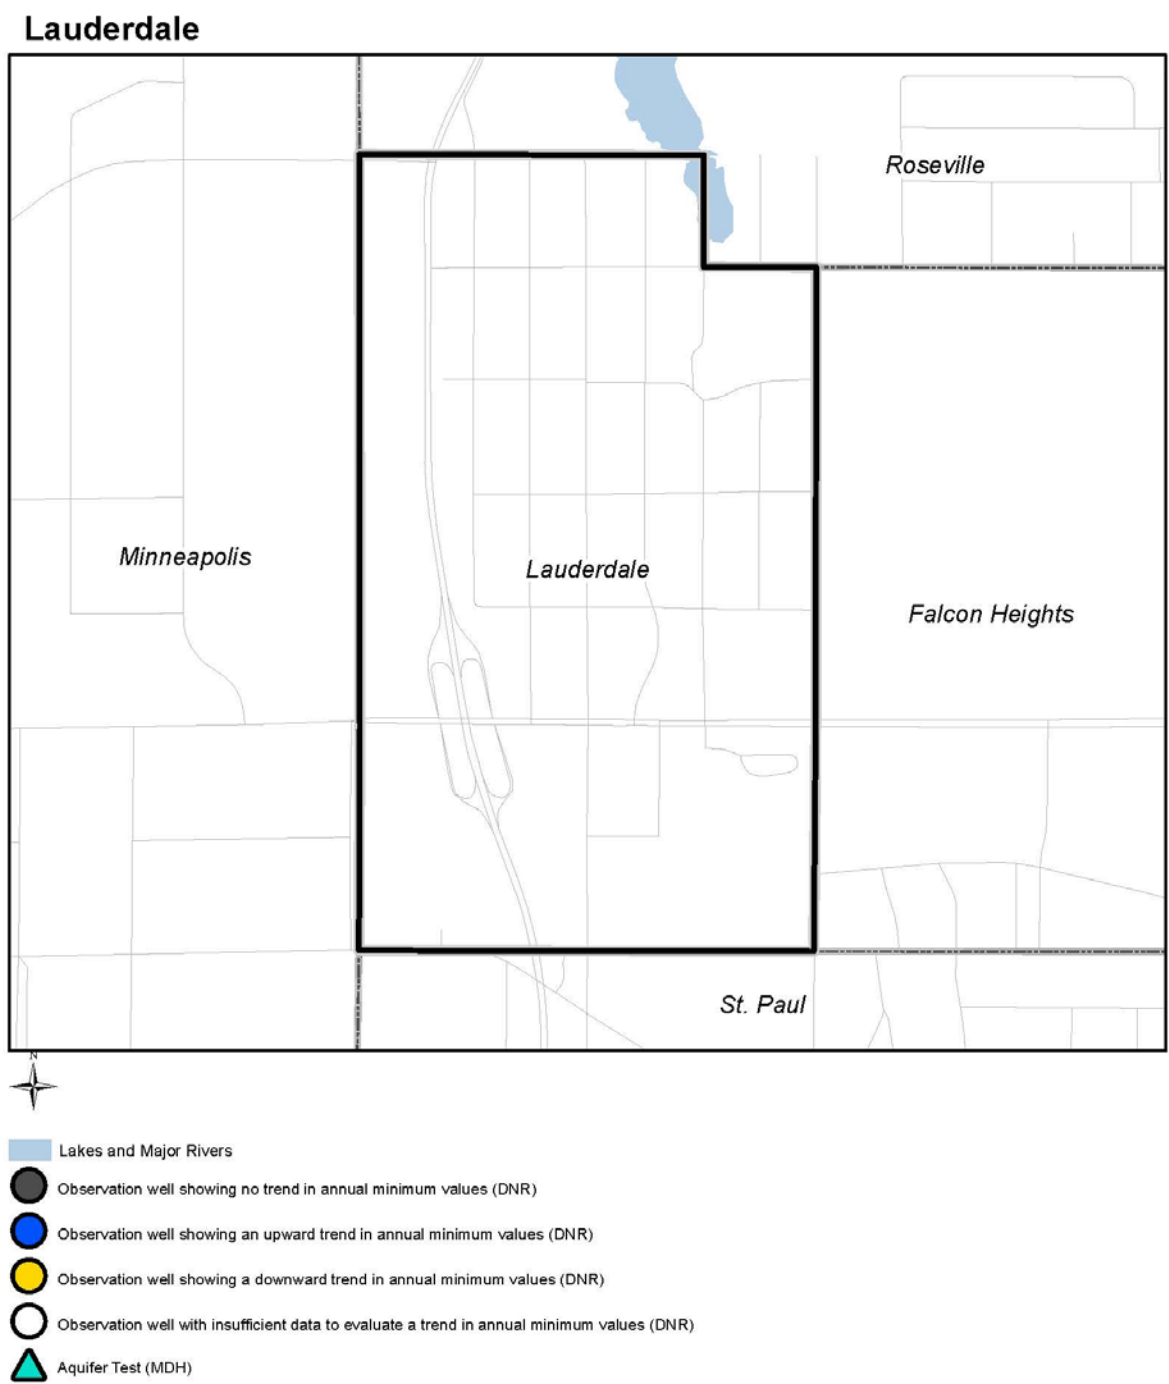 Lauderdale
Roseville
Minneapolis
Lauderdale
Falcon Heights
St. Paul
N
Lakes and Major Rivers
Observation well showing no trend in annual minimum values (DNR)
Observation well showing an upward trend in annual minimum values (DNR)
Observation well showing a downward trend in annual minimum values (DNR)
Observation well with insufficient data to evaluate a trend in annual minimum values (DNR)
Aquifer Test (MDH)